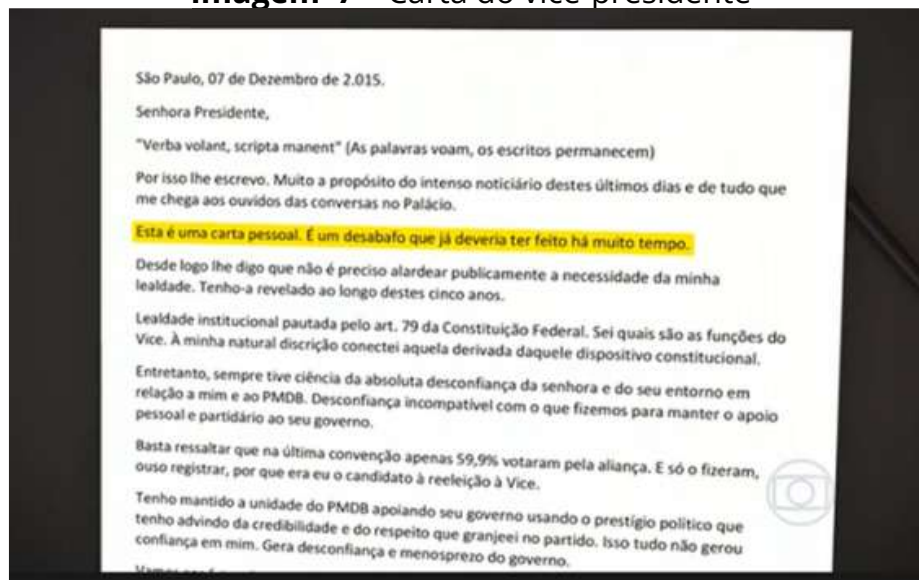 Imagem 7 - Carta do vice-presidente
São Paulo, 07 de Dezembro de 2.015.
Senhora Presidente,
"Verba volant, scripta manent" (As palavras voam, os escritos permanecem)
Por isso lhe escrevo. Muito a propósito do intenso noticiário destes últimos dias e de tudo que
me chega aos ouvidos das conversas no Palácio.
Esta é uma carta pessoal. É um desabafo que já deveria ter feito há muito tempo.
Desde logo lhe digo que não é preciso alardear publicamente a necessidade da minha
lealdade. Tenho-a revelado ao longo destes cinco anos.
Lealdade institucional pautada pelo art. 79 da Constituição Federal. Sei quais são as funções do
Vice. À minha natural discrição conectei aquela derivada daquele dispositivo constitucional.
Entretanto, sempre tive ciência da absoluta desconfiança da senhora e do seu entorno em
relação a mim e ao PMDB. Desconfiança incompatível com o que fizemos para manter o apoio
pessoal e partidário ao seu governo.
Basta ressaltar que na última convenção apenas 59,9% votaram pela aliança. E só o fizeram,
ouso registrar, por que era eu o candidato à reeleição à Vice.
Tenho mantido a unidade do PMDB apoiando seu governo usando o prestígio político que
tenho advindo da credibilidade e do respeito que granjeei no partido. Isso tudo não gerou
confiança em mim. Gera desconfiança e menosprezo do governo.